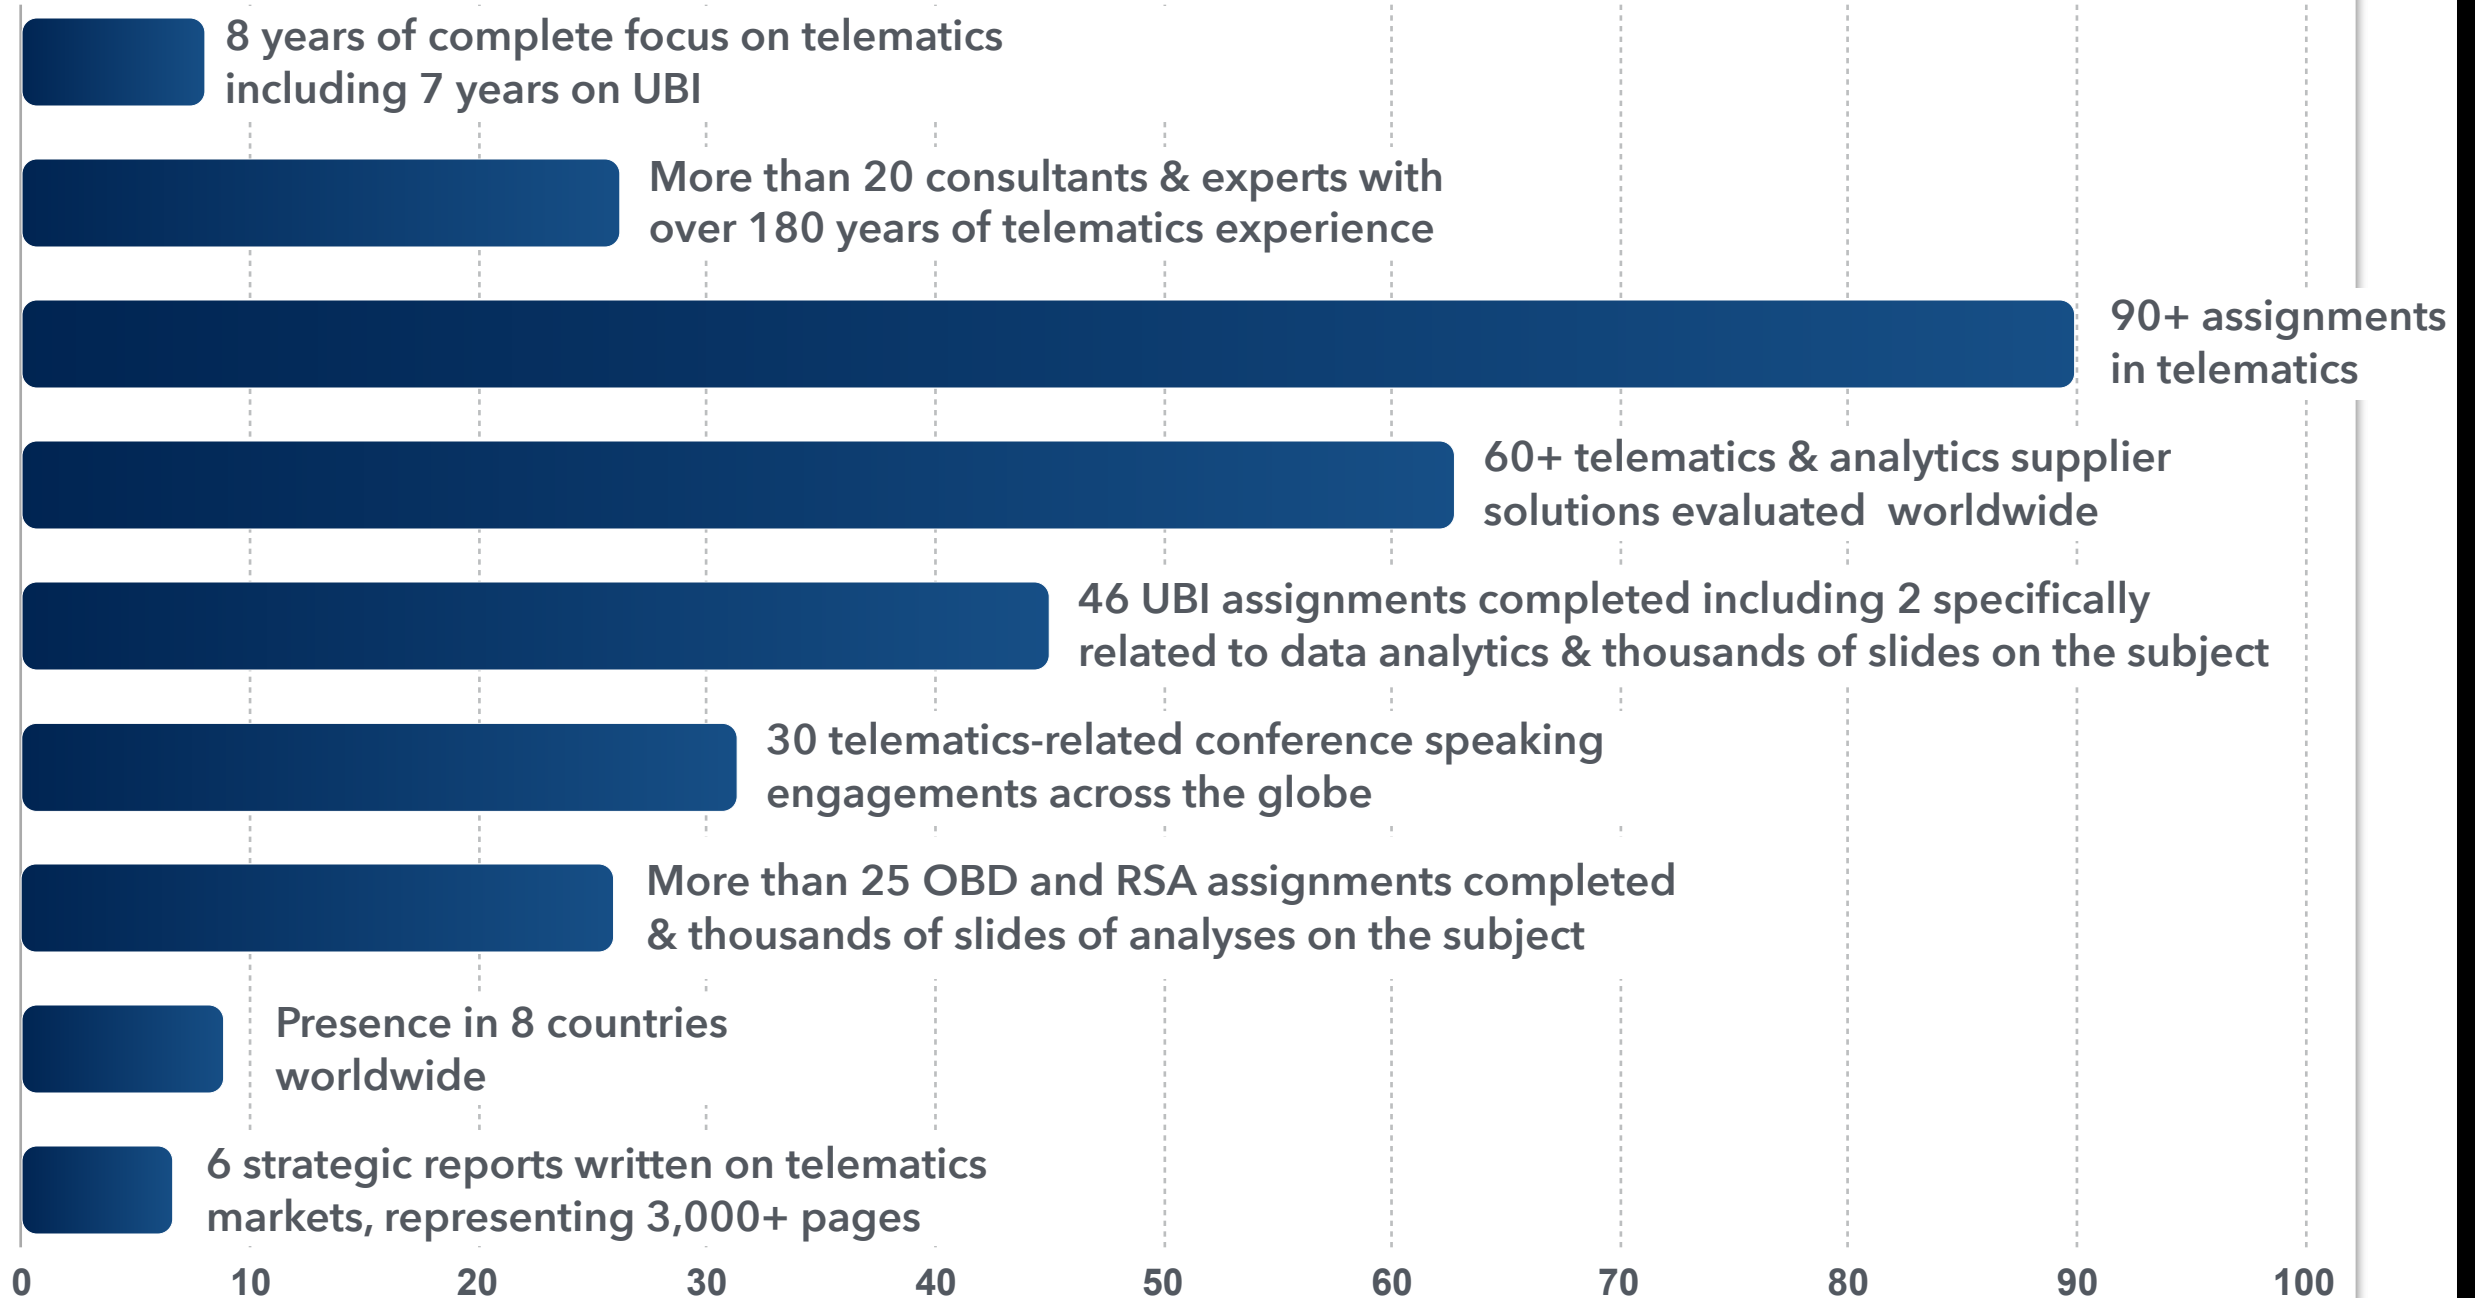 8 years of complete focus on telematics
including 7 years on UBI
More than 20 consultants & experts with
over 180 years of telematics experience
90+ assignments
in telematics
60+ telematics & analytics supplier
solutions evaluated  worldwide
46 UBI assignments completed including 2 specifically
related to data analytics & thousands of slides on the subject
30 telematics-related conference speaking
engagements across the globe
More than 25 OBD and RSA assignments completed
& thousands of slides of analyses on the subject
Presence in 8 countries
worldwide
6 strategic reports written on telematics
markets, representing 3,000+ pages
0 10 20 30 40 50 60 70 80 90 100